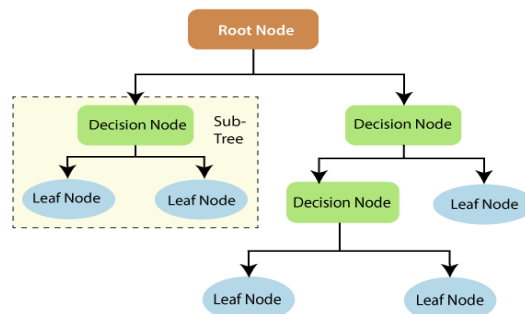 Root Node
Decision Node
Sub-
Tree
Decision Node
Leaf Node
Leaf Node
Decision Node
Leaf Node
Leaf Node
Leaf Node